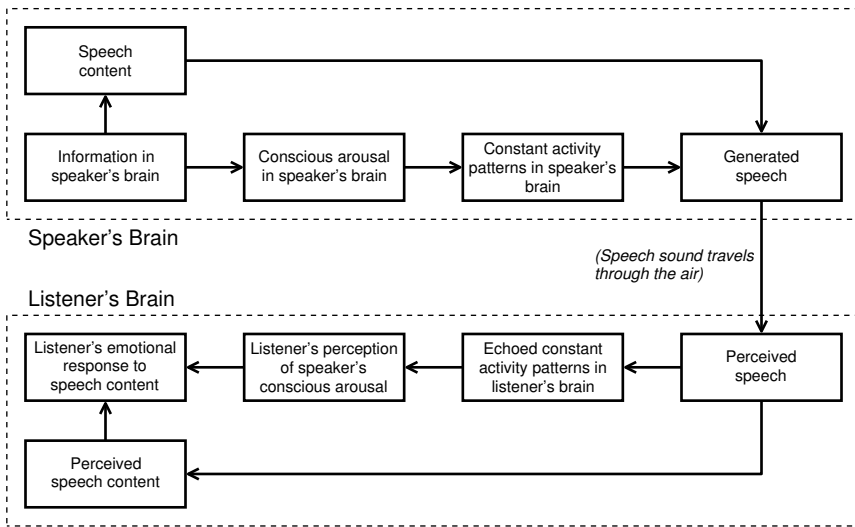 Speech
content
Information in
speaker's brain
Conscious arousal
in speaker's brain
Constant activity
patterns in speaker's
brain
Generated
speech
Speaker's Brain
(Speech sound travels
through the air)
Listener's Brain
Listener's emotional
response to
speech content
Listener's perception
of speaker's
conscious arousal
Echoed constant
activity patterns in
listener's brain
Perceived
speech
Perceived
speech content